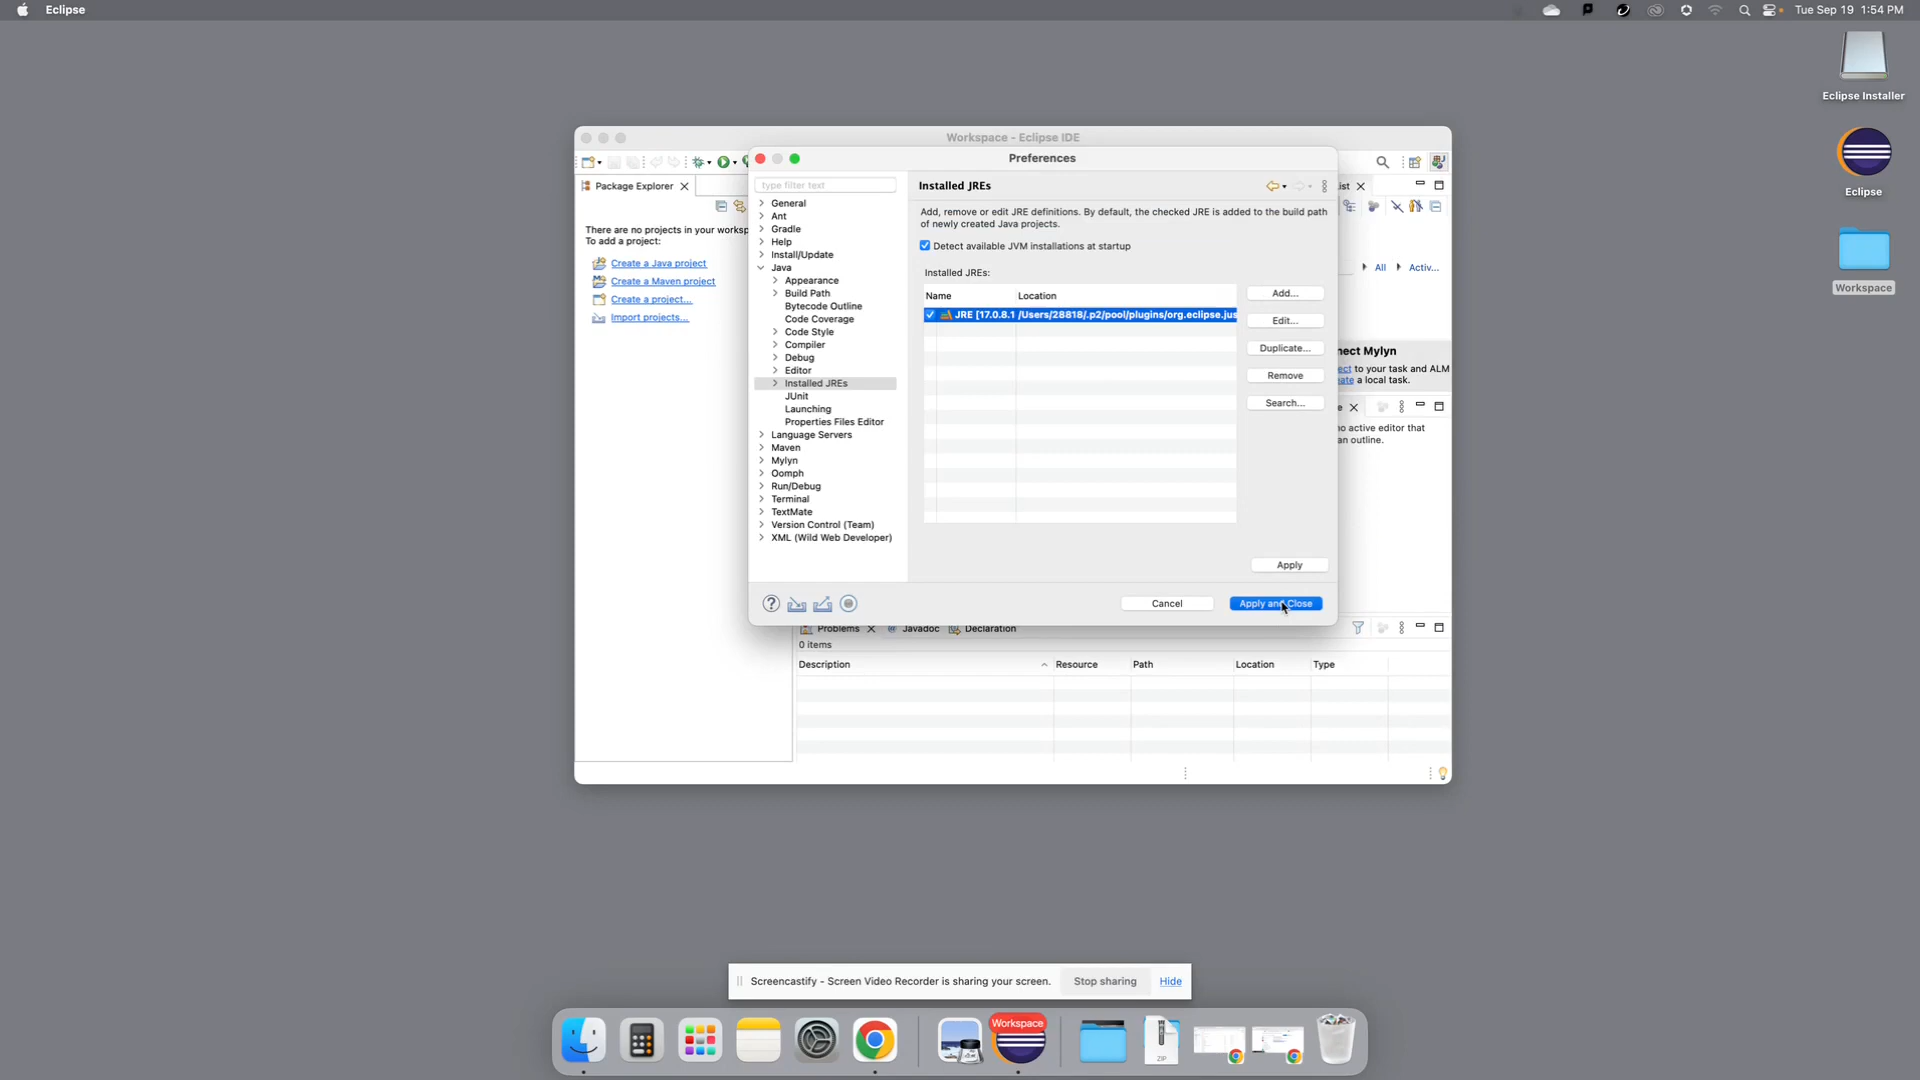 Eclipse
Tue Sep 19 1:54 PM
Eclipse Installer
Eclipse
Workspace
Workspace - Eclipse IDE
Package Explorer
There are no projects in your worksp
To add a project:
Create a Java project
Create a Maven project
Create a project...
Import projects...
Preferences
type filter text
General
Ant
Gradle
Help
Install/Update
Java
Appearance
Build Path
Bytecode Outline
Code Coverage
Code Style
Compiler
Debug
Editor
Installed JREs
JUnit
Launching
Properties Files Editor
Language Servers
Maven
Mylyn
Oomph
Run/Debug
Terminal
TextMate
Version Control (Team)
XML (Wild Web Developer)
Installed JREs
Add, remove or edit JRE definitions. By default, the checked JRE is added to the build path
of newly created Java projects.
Detect available JVM installations at startup
Installed JREs:
Name Location
JRE [17.0.8.1 /Users/28818/.p2/pool/plugins/org.eclipse.jus
Add...
Edit...
Duplicate...
Remove
Search...
Apply
Cancel
Apply and Close
ist
All Activ...
nect Mylyn
ect to your task and ALM
eate a local task.
e
no active editor that
an outline.
Problems Javadoc Declaration
0 items
Description Resource Path Location Type
Screencastify - Screen Video Recorder is sharing your screen. Stop sharing Hide
Workspace
ZIP